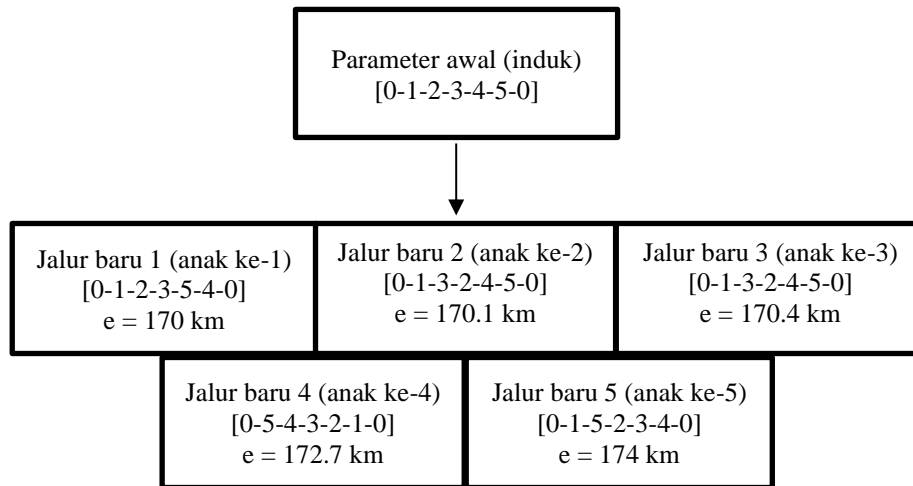 Parameter awal (induk)
[0-1-2-3-4-5-0]
Jalur baru 1 (anak ke-1)
[0-1-2-3-5-4-0]
e = 170 km
Jalur baru 2 (anak ke-2)
[0-1-3-2-4-5-0]
e = 170.1 km
Jalur baru 3 (anak ke-3)
[0-1-3-2-4-5-0]
e = 170.4 km
Jalur baru 4 (anak ke-4)
[0-5-4-3-2-1-0]
e = 172.7 km
Jalur baru 5 (anak ke-5)
[0-1-5-2-3-4-0]
e = 174 km